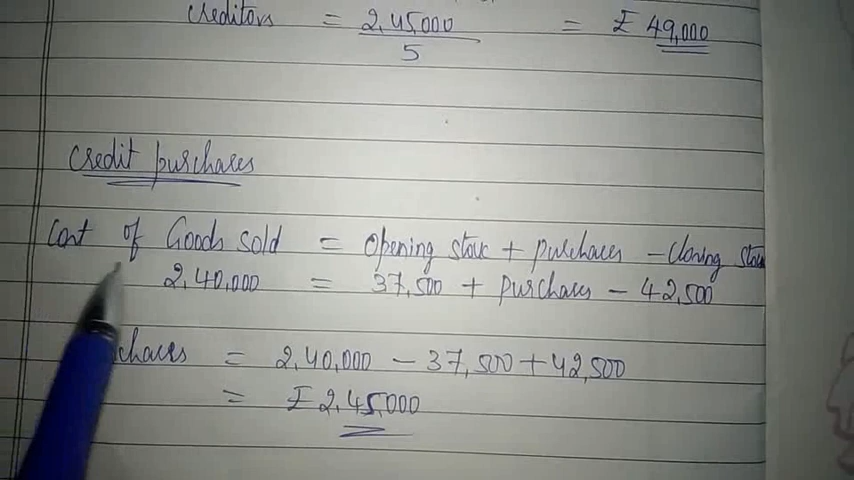 Creditors = 2,45,000 / 5 = ₹ 49,000
Credit purchases
Cost of Goods sold = Opening stock + purchases - closing stock
2,40,000 = 37,500 + purchases - 42,500
chases = 2,40,000 - 37,500 + 42,500
= ₹ 2,45,000